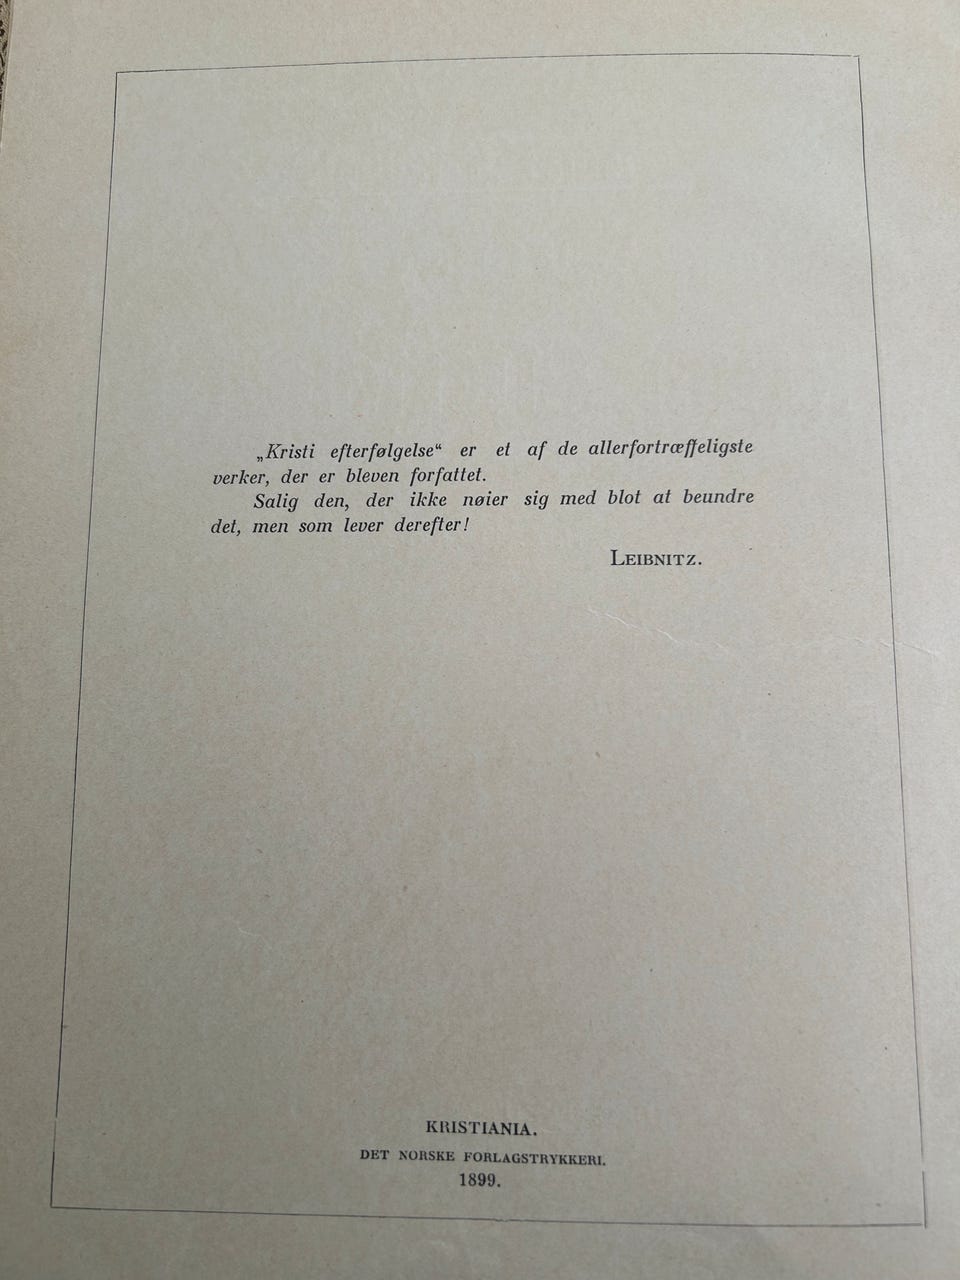 „Kristi efterfølgelse“ er et af de allerfortræffeligste
verker, der er bleven forfattet.
Salig den, der ikke nøier sig med blot at beundre
det, men som lever derefter!
LEIBNITZ.
KRISTIANIA.
DET NORSKE FORLAGSTRYKKERI.
1899.